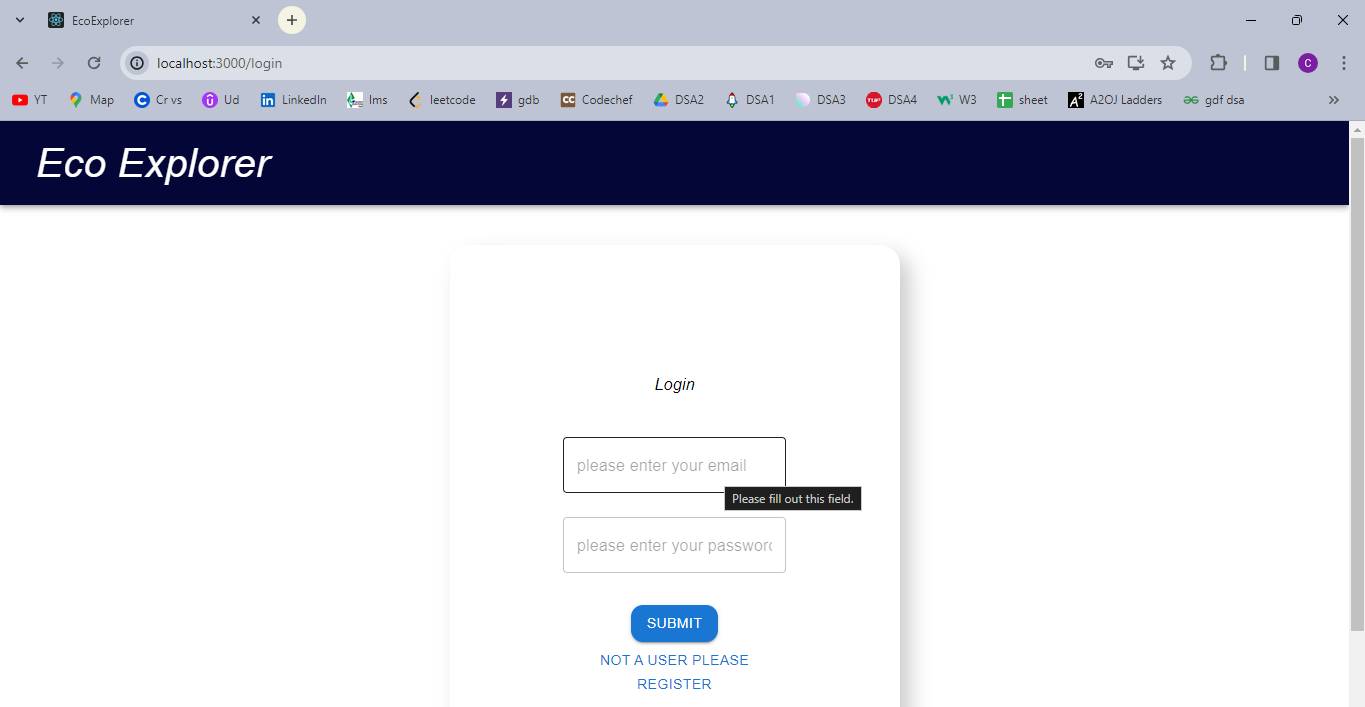 EcoExplorer
localhost:3000/login
C
YT Map Cr vs Ud LinkedIn lms leetcode gdb Codechef DSA2 DSA1 DSA3 DSA4 W3 sheet A2OJ Ladders gdf dsa
Eco Explorer
Login
please enter your email
Please fill out this field.
please enter your password
SUBMIT
NOT A USER PLEASE
REGISTER